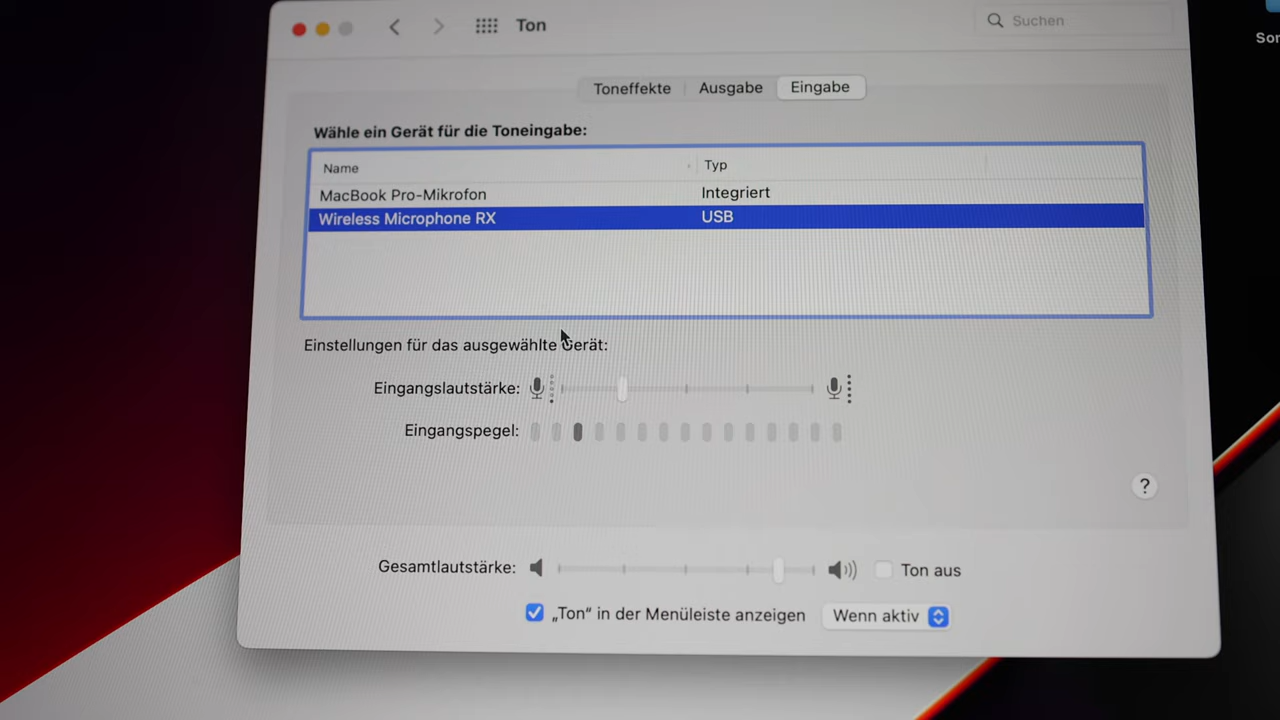 Ton
Suchen
Toneffekte
Ausgabe
Eingabe
Wähle ein Gerät für die Toneingabe:
Name
Typ
MacBook Pro-Mikrofon
Integriert
Wireless Microphone RX
USB
Einstellungen für das ausgewählte Gerät:
Eingangslautstärke:
Eingangspegel:
?
Gesamtlautstärke:
Ton aus
„Ton“ in der Menüleiste anzeigen
Wenn aktiv